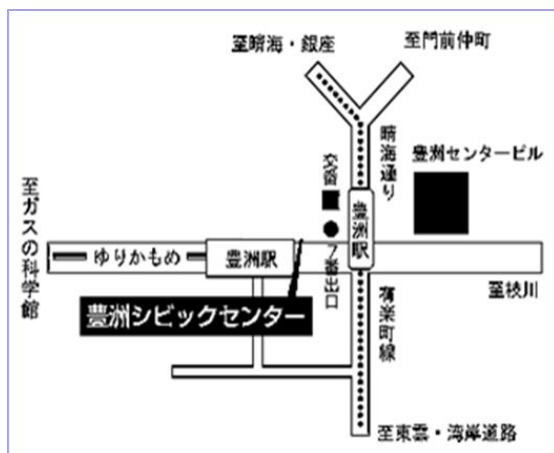 至晴海・銀座
至門前仲町
晴海通り
豊洲センタービル
交番
7番出口
豊洲駅
至ガスの科学館
ゆりかもめ
豊洲駅
至枝川
豊洲シビックセンター
有楽町線
至東雲・湾岸道路